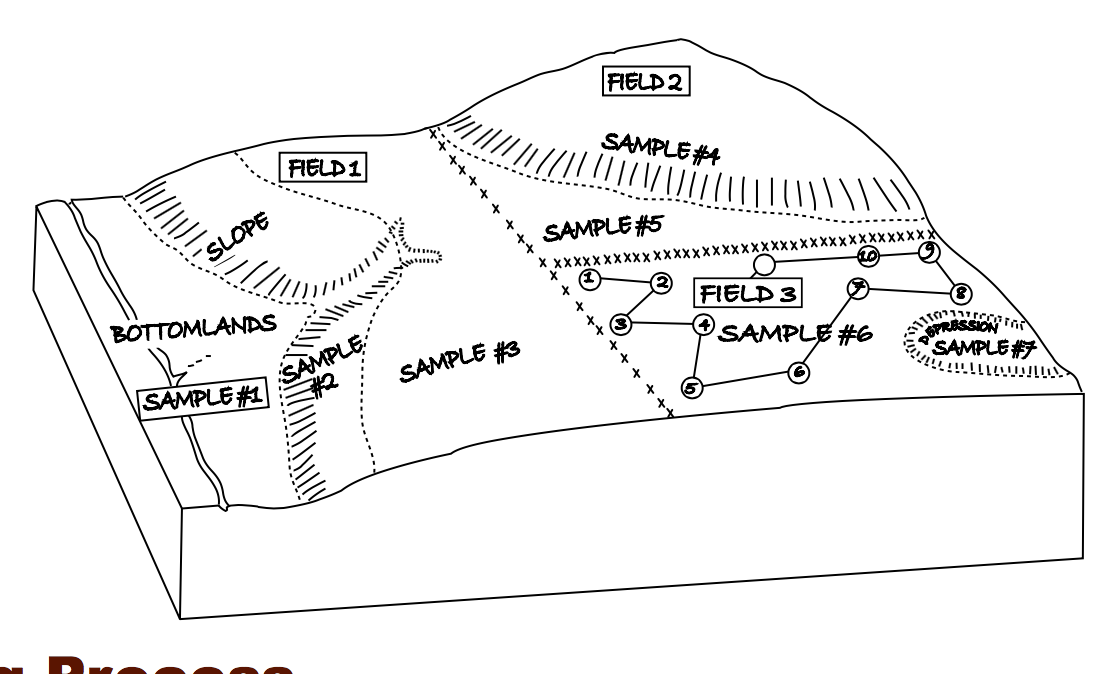 FIELD 2
SAMPLE #4
FIELD 1
SLOPE
SAMPLE #5
1
2
3
4
5
6
7
8
9
10
FIELD 3
SAMPLE #6
DEPRESSION
SAMPLE #7
BOTTOMLANDS
SAMPLE
#2
SAMPLE #3
SAMPLE #1
Process